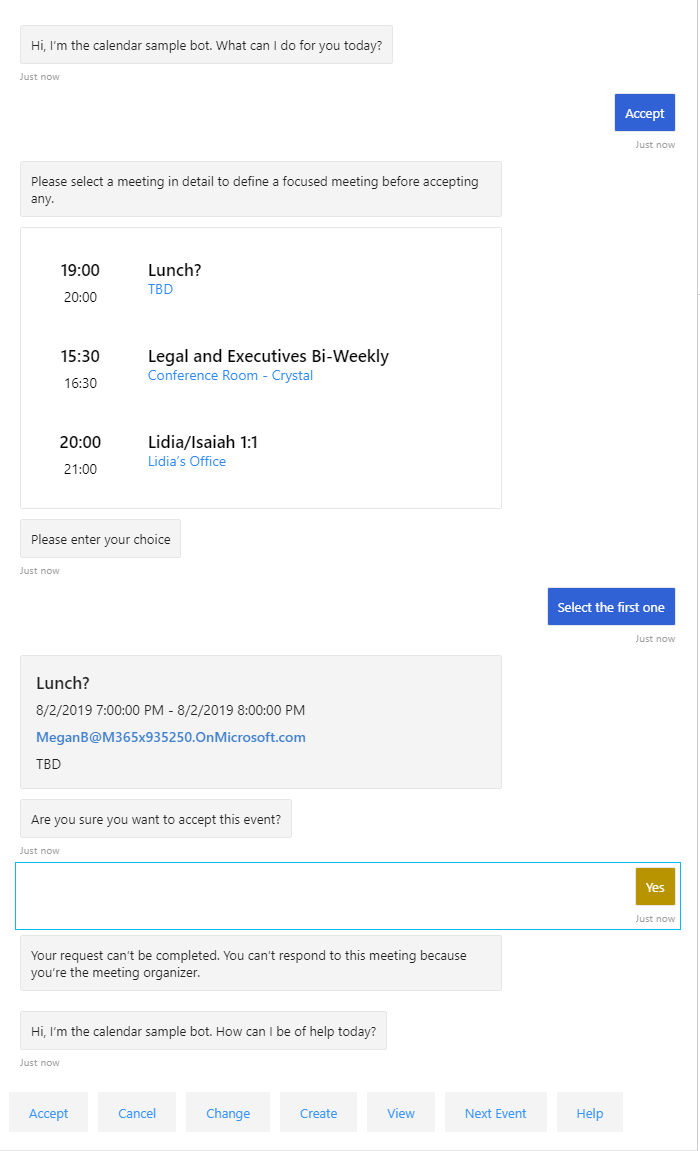 Hi, I’m the calendar sample bot. What can I do for you today?
Just now
Accept
Just now
Please select a meeting in detail to define a focused meeting before accepting
any.
19:00 Lunch?
TBD
20:00
15:30 Legal and Executives Bi-Weekly
Conference Room - Crystal
16:30
20:00 Lidia/Isaiah 1:1
Lidia’s Office
21:00
Please enter your choice
Just now
Select the first one
Just now
Lunch?
8/2/2019 7:00:00 PM - 8/2/2019 8:00:00 PM
MeganB@M365x935250.OnMicrosoft.com
TBD
Are you sure you want to accept this event?
Just now
Yes
Just now
Your request can’t be completed. You can’t respond to this meeting because
you’re the meeting organizer.
Hi, I’m the calendar sample bot. How can I be of help today?
Just now
Accept Cancel Change Create View Next Event Help